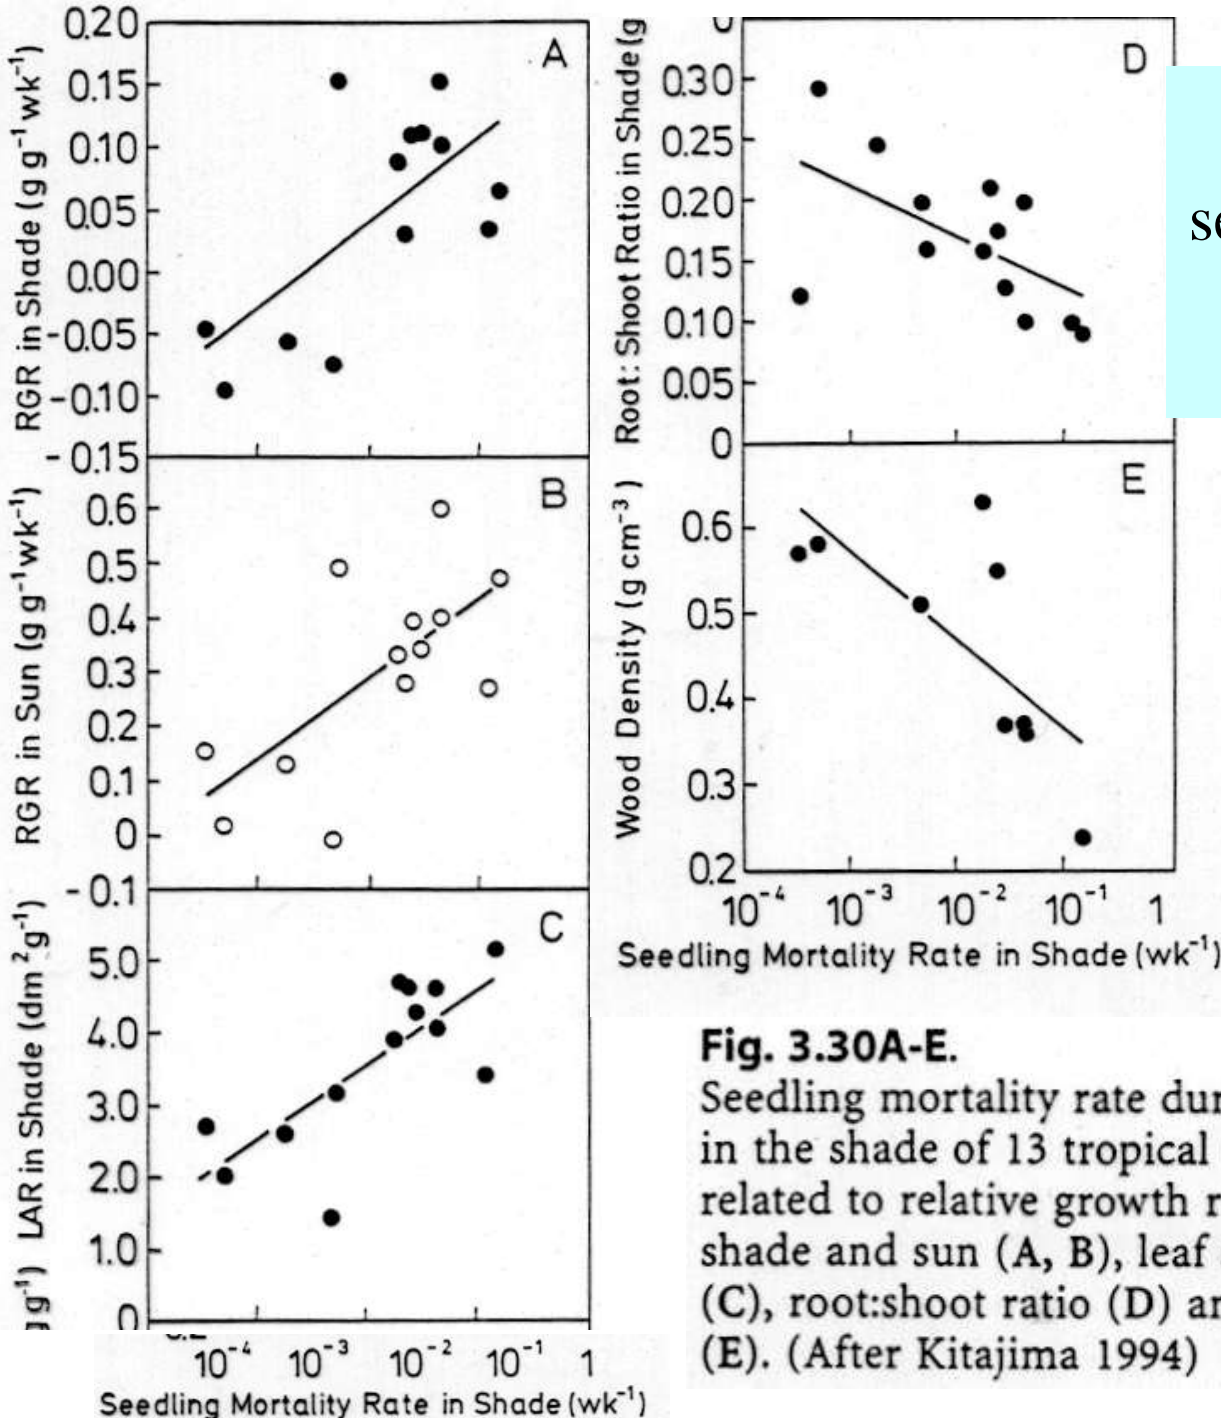 RGR in Shade (g g⁻¹ wk⁻¹)
0.20
0.15
0.10
0.05
0.00
-0.05
-0.10
-0.15
A
RGR in Sun (g g⁻¹ wk⁻¹)
0.6
0.5
0.4
0.3
0.2
0.1
0
-0.1
B
LAR in Shade (dm² g⁻¹)
5.0
4.0
3.0
2.0
1.0
0
C
g⁻¹)
10⁻⁴ 10⁻³ 10⁻² 10⁻¹ 1
Seedling Mortality Rate in Shade (wk⁻¹)
Root: Shoot Ratio in Shade (g
0.30
0.25
0.20
0.15
0.10
0.05
0
D
se
Wood Density (g cm⁻³)
0.6
0.5
0.4
0.3
0.2
E
10⁻⁴ 10⁻³ 10⁻² 10⁻¹ 1
Seedling Mortality Rate in Shade (wk⁻¹)
Fig. 3.30A-E.
Seedling mortality rate dur
in the shade of 13 tropical
related to relative growth r
shade and sun (A, B), leaf
(C), root:shoot ratio (D) a
(E). (After Kitajima 1994)